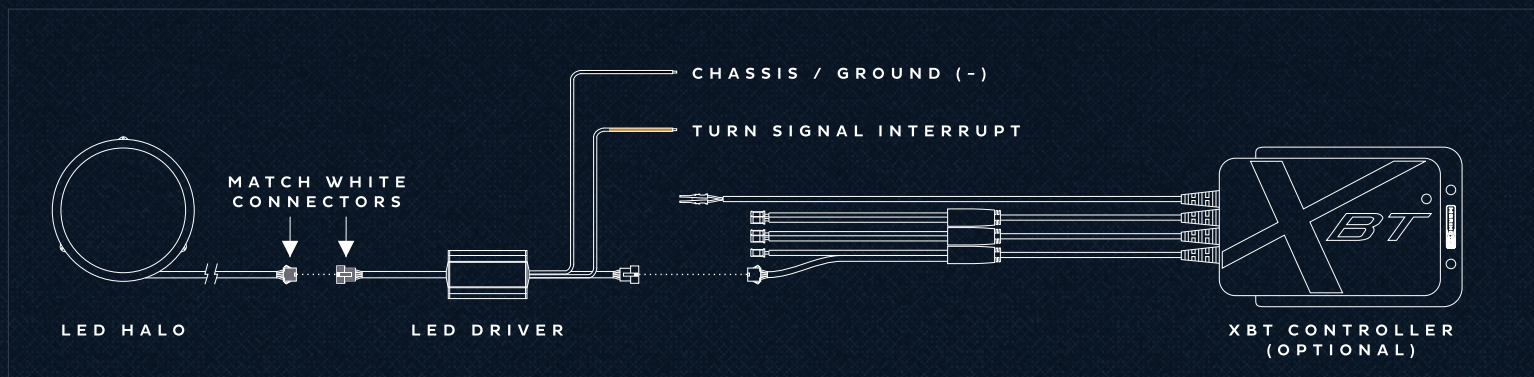 CHASSIS / GROUND (-)
TURN SIGNAL INTERRUPT
MATCH WHITE
CONNECTORS
XBT
LED HALO
LED DRIVER
XBT CONTROLLER
(OPTIONAL)